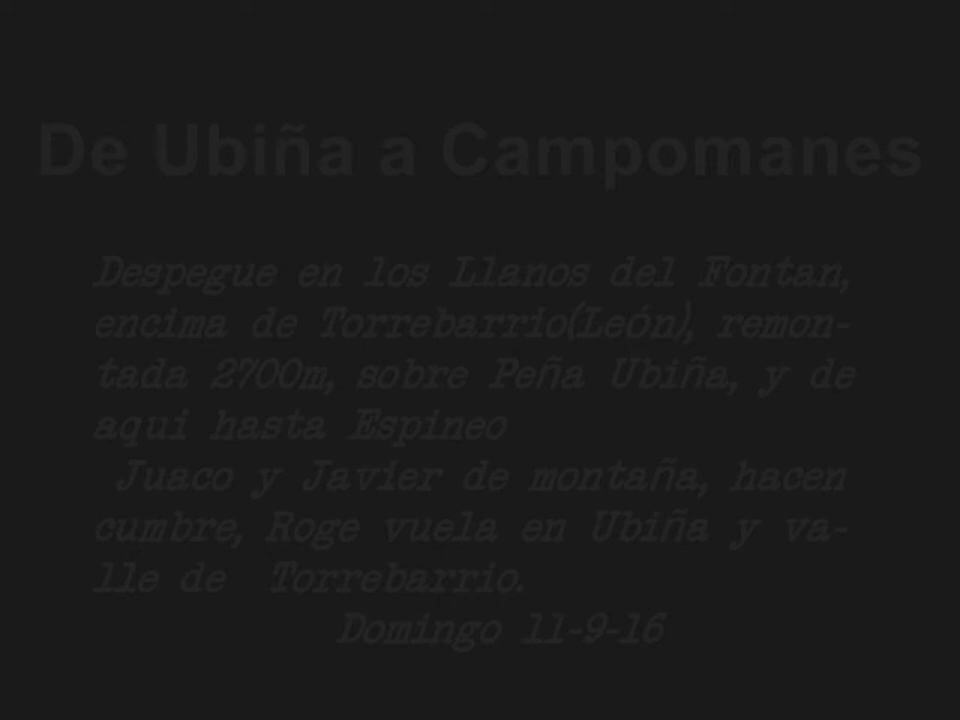 De Ubiña a Campomanes
Despegue en los Llanos del Fontan,
encima de Torrebarrio(León), remon-
tada 2700m, sobre Peña Ubiña, y de
aqui hasta Espineo
Juaco y Javier de montaña, hacen
cumbre, Roge vuela en Ubiña y va-
lle de Torrebarrio.
Domingo 11-9-16